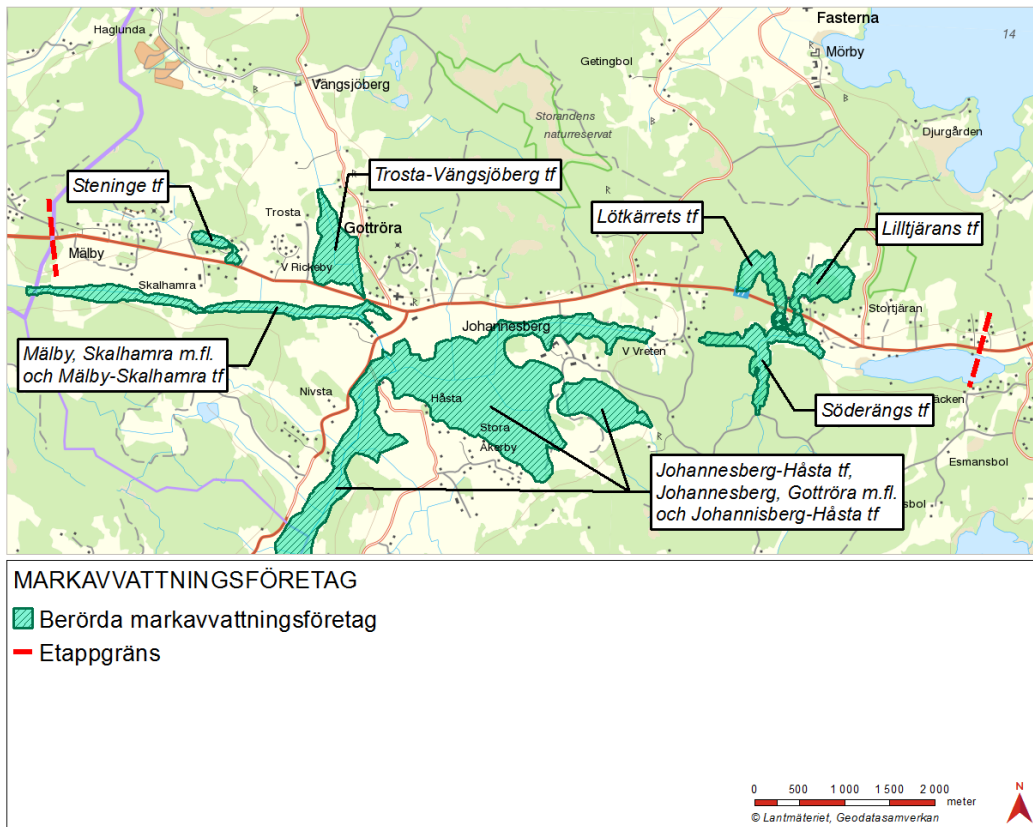 Haglunda
Fasterna
14
Mörby
Getingbol
Vängsjöberg
Storandens
naturreservat
Djurgården
Steninge tf
Trosta-Vängsjöberg tf
Lötkärrets tf
Lilltjärans tf
Trosta
Gottröra
Mälby
V Rickeby
Skalhamra
Stortjäran
Johannesberg
V Vreten
Mälby, Skalhamra m.fl.
och Mälby-Skalhamra tf
Nivsta
Håsta
Söderängs tf
äcken
Stora
Åkerby
Esmansbol
Johannesberg-Håsta tf,
Johannesberg, Gottröra m.fl.
och Johannisberg-Håsta tf
sbol
MARKAVVATTNINGSFÖRETAG
Berörda markavvattningsföretag
Etappgräns
N
0 500 1 000 1 500 2 000
meter
© Lantmäteriet, Geodatasamverkan